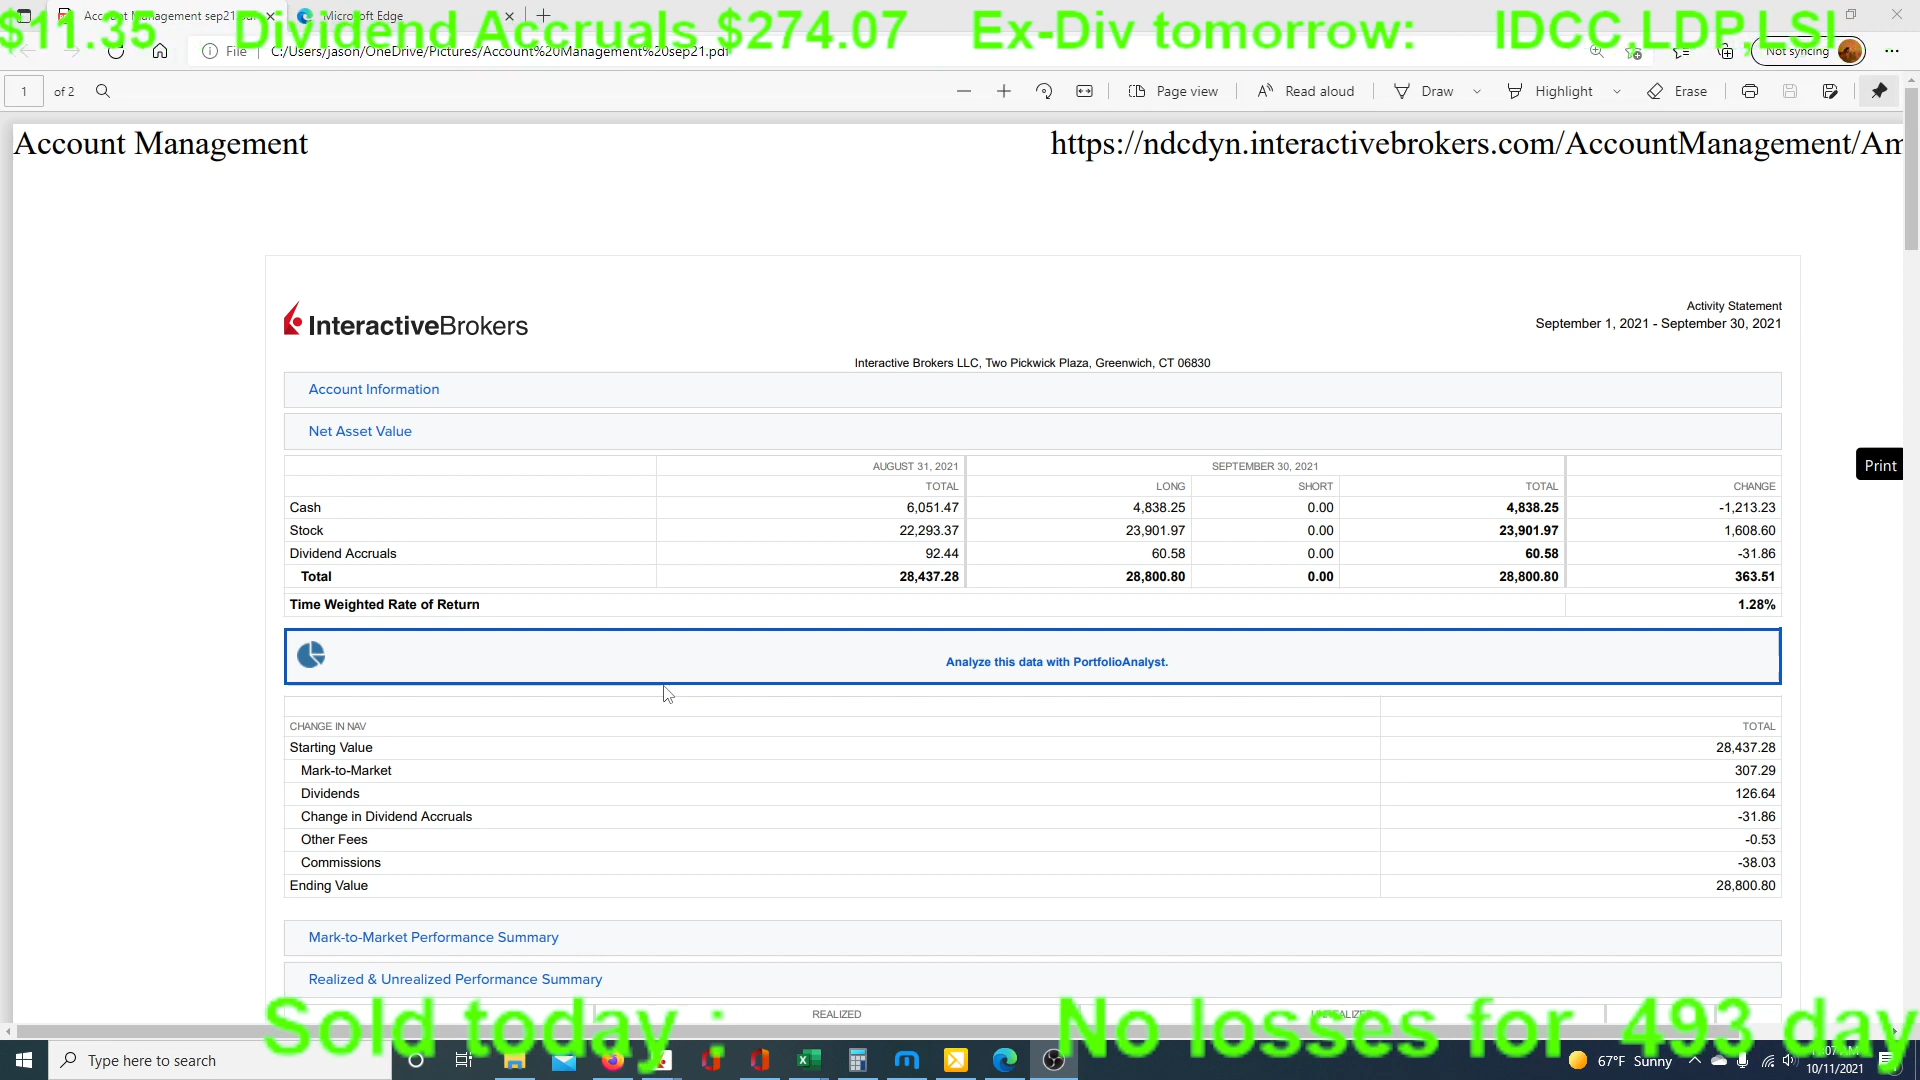 $11.35 Dividend Accruals $274.07 Ex-Div tomorrow: IDCC,LDP,LSI
Microsoft Edge
File C:/Users/jason/OneDrive/Pictures/Account%20Management%20sep21.pdf Not syncing
1 of 2 Page view Read aloud Draw Highlight Erase
Account Management https://ndcdyn.interactivebrokers.com/AccountManagement/Am
InteractiveBrokers
Activity Statement
September 1, 2021 - September 30, 2021
Interactive Brokers LLC, Two Pickwick Plaza, Greenwich, CT 06830
Account Information
Net Asset Value
Print
AUGUST 31, 2021 SEPTEMBER 30, 2021
TOTAL LONG SHORT TOTAL CHANGE
Cash 6,051.47 4,838.25 0.00 4,838.25 -1,213.23
Stock 22,293.37 23,901.97 0.00 23,901.97 1,608.60
Dividend Accruals 92.44 60.58 0.00 60.58 -31.86
Total 28,437.28 28,800.80 0.00 28,800.80 363.51
Time Weighted Rate of Return 1.28%
Analyze this data with PortfolioAnalyst.
CHANGE IN NAV TOTAL
Starting Value 28,437.28
Mark-to-Market 307.29
Dividends 126.64
Change in Dividend Accruals -31.86
Other Fees -0.53
Commissions -38.03
Ending Value 28,800.80
Mark-to-Market Performance Summary
Realized & Unrealized Performance Summary
REALIZED
Sold today : No losses for 493 day
Type here to search 67°F Sunny
10/11/2021